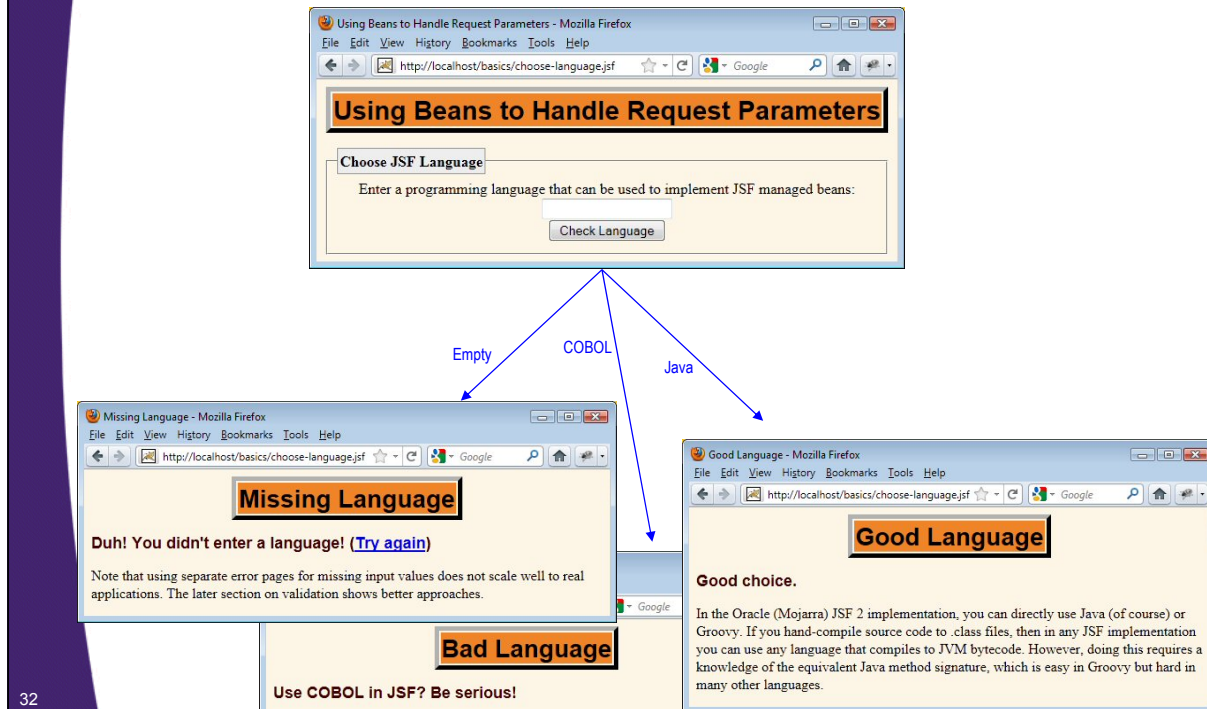 Using Beans to Handle Request Parameters - Mozilla Firefox
File Edit View History Bookmarks Tools Help
http://localhost/basics/choose-language.jsf Google
Using Beans to Handle Request Parameters
Choose JSF Language
Enter a programming language that can be used to implement JSF managed beans:
Check Language
Empty
COBOL
Java
Missing Language - Mozilla Firefox
File Edit View History Bookmarks Tools Help
http://localhost/basics/choose-language.jsf Google
Missing Language
Duh! You didn't enter a language! (Try again)
Note that using separate error pages for missing input values does not scale well to real
applications. The later section on validation shows better approaches.
Google
Bad Language
Use COBOL in JSF? Be serious!
Good Language - Mozilla Firefox
File Edit View History Bookmarks Tools Help
http://localhost/basics/choose-language.jsf Google
Good Language
Good choice.
In the Oracle (Mojarra) JSF 2 implementation, you can directly use Java (of course) or
Groovy. If you hand-compile source code to .class files, then in any JSF implementation
you can use any language that compiles to JVM bytecode. However, doing this requires a
knowledge of the equivalent Java method signature, which is easy in Groovy but hard in
many other languages.
32